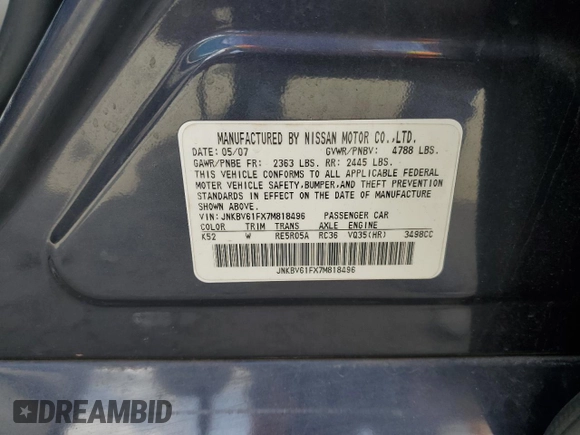 MANUFACTURED BY NISSAN MOTOR CO.,LTD.
DATE: 05/07 GVWR/PNBV: 4788 LBS.
GAWR/PNBE FR: 2363 LBS. RR: 2445 LBS.
THIS VEHICLE CONFORMS TO ALL APPLICABLE FEDERAL
MOTER VEHICLE SAFETY,BUMPER,AND THEFT PREVENTION
STANDARDS IN EFFECT ON THE DATE OF MANUFACTURE
SHOWN ABOVE.
VIN: JNKBV61FX7M818496 PASSENGER CAR
COLOR TRIM TRANS AXLE ENGINE
K52 W RE5R05A RC36 VQ35(HR) 3498CC
JNKBV61FX7M818496
DREAMBID